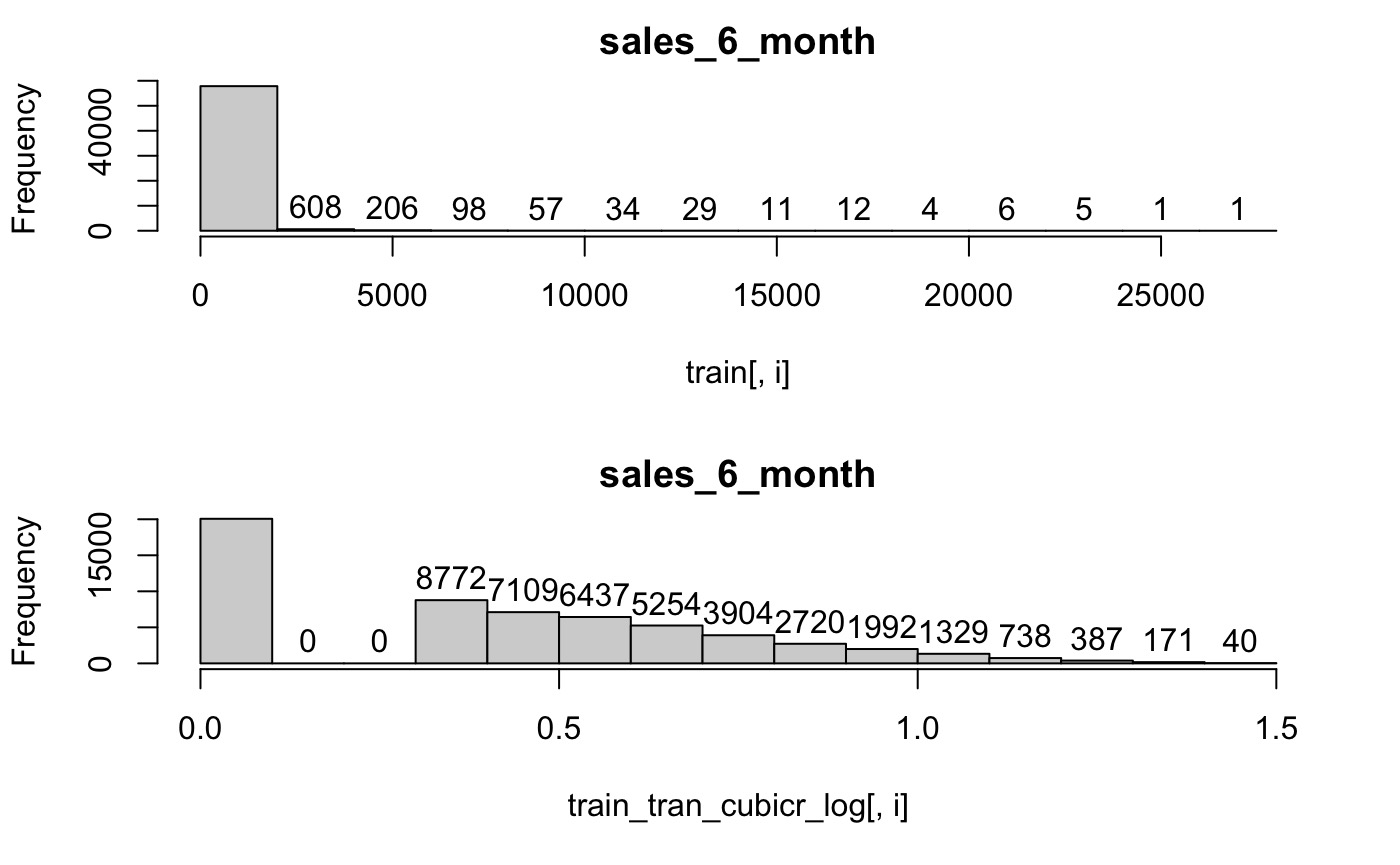 sales_6_month
Frequency
0 40000
608 206 98 57 34 29 11 12 4 6 5 1 1
0 5000 10000 15000 20000 25000
train[, i]
sales_6_month
Frequency
0 15000
0 0 8772 7109 6437 5254 3904 2720 1992 1329 738 387 171 40
0.0 0.5 1.0 1.5
train_tran_cubicr_log[, i]